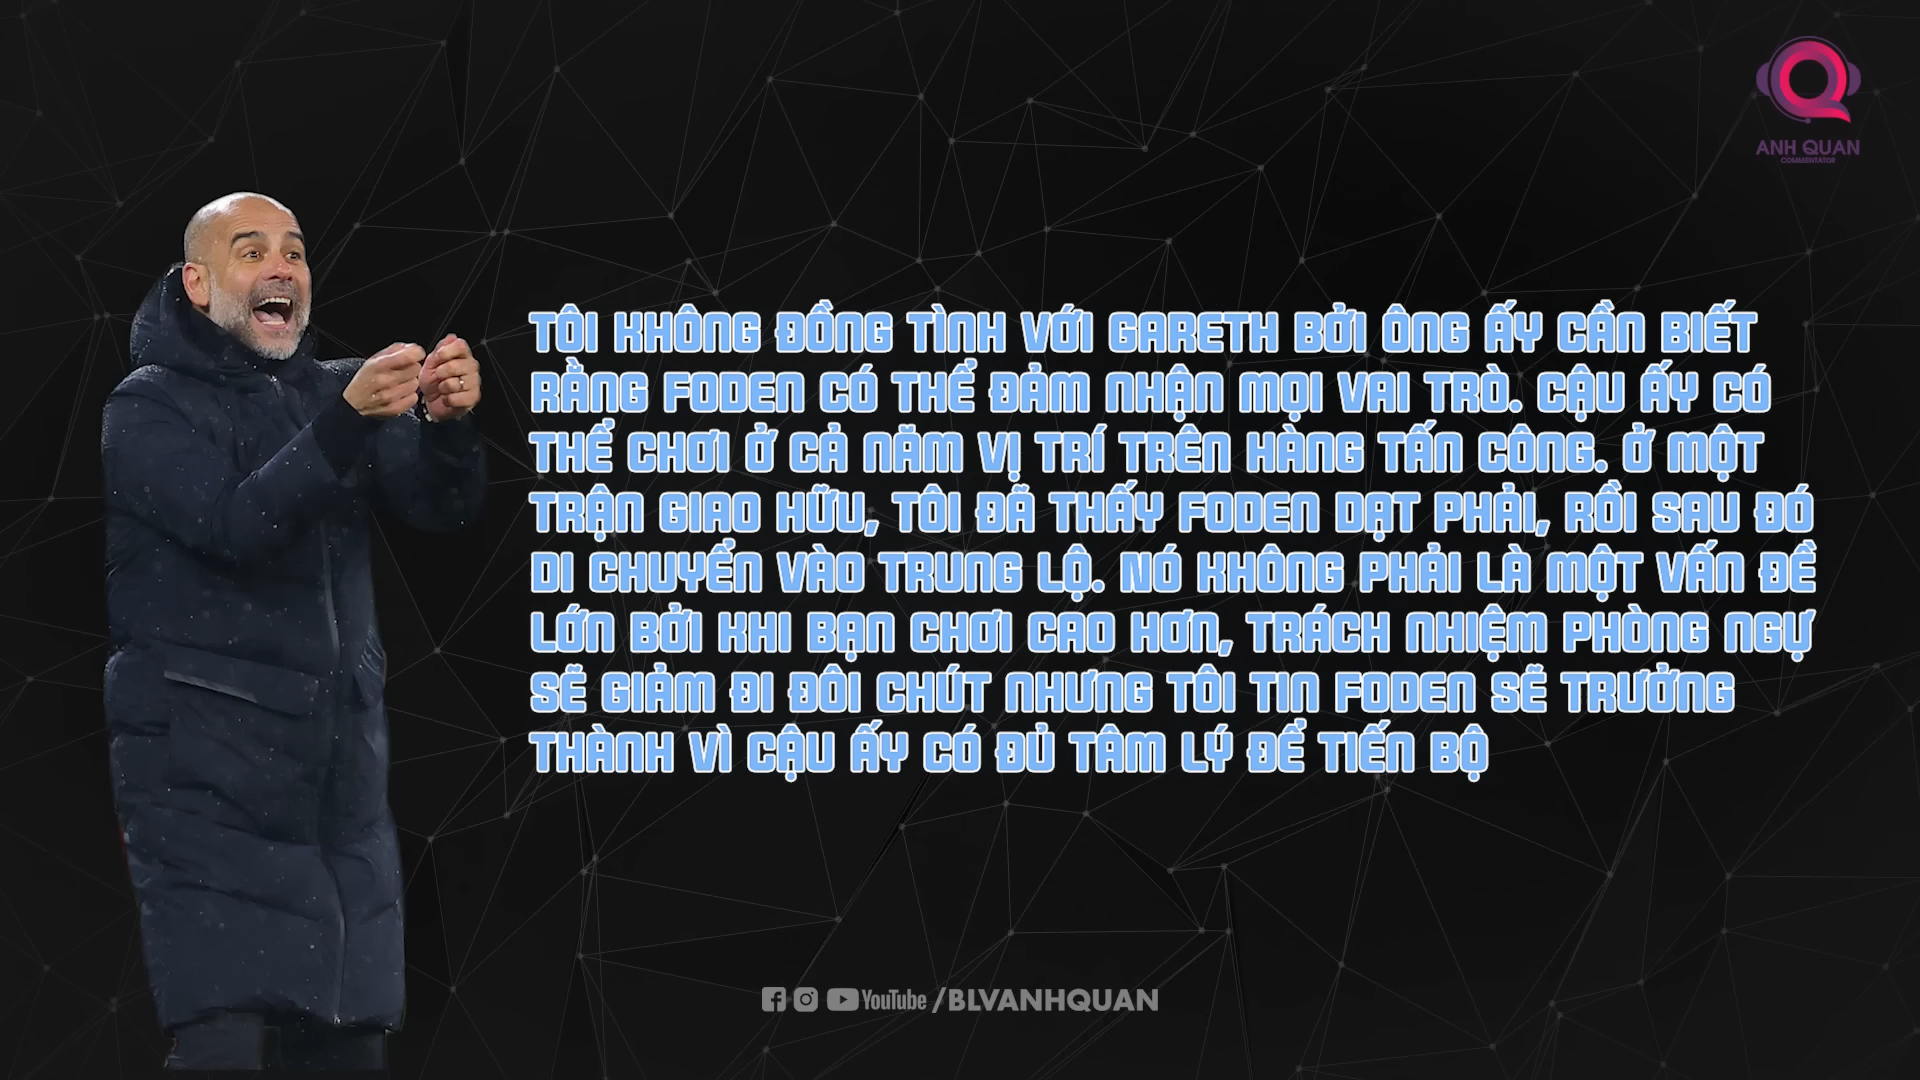 ANH QUAN
COMMENTATOR
TÔI KHÔNG ĐỒNG TÌNH VỚI GARETH BỞI ÔNG ẤY CẦN BIẾT
RẰNG FODEN CÓ THỂ ĐẢM NHẬN MỌI VAI TRÒ. CẬU ẤY CÓ
THỂ CHƠI Ở CẢ NĂM VỊ TRÍ TRÊN HÀNG TẤN CÔNG. Ở MỘT
TRẬN GIAO HỮU, TÔI ĐÃ THẤY FODEN DẠT PHẢI, RỒI SAU ĐÓ
DI CHUYỂN VÀO TRUNG LỘ. NÓ KHÔNG PHẢI LÀ MỘT VẤN ĐỀ
LỚN BỞI KHI BẠN CHƠI CAO HƠN, TRÁCH NHIỆM PHÒNG NGỰ
SẼ GIẢM ĐI ĐÔI CHÚT NHƯNG TÔI TIN FODEN SẼ TRƯỞNG
THÀNH VÌ CẬU ẤY CÓ ĐỦ TÂM LÝ ĐỂ TIẾN BỘ
YouTube /BLVANHQUAN